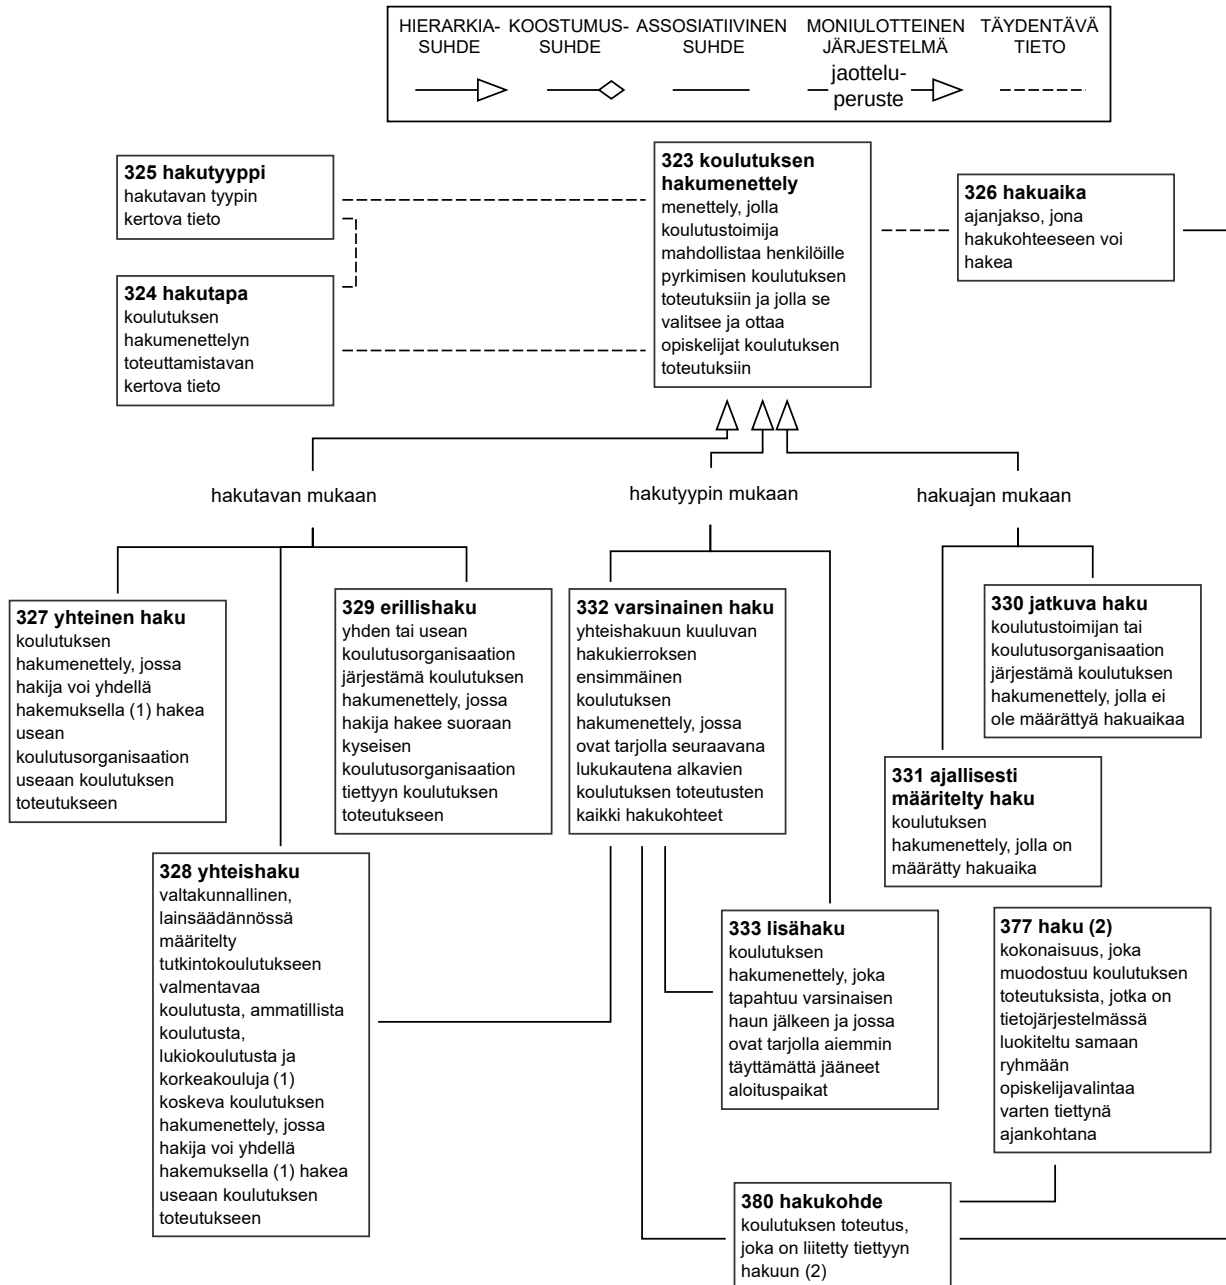 HIERARKIA-
SUHDE
KOOSTUMUS-
SUHDE
ASSOSIATIIVINEN
SUHDE
MONIULOTTEINEN
JÄRJESTELMÄ
TÄYDENTÄVÄ
TIETO
jaottelu-
peruste
325 hakutyyppi
hakutavan tyypin
kertova tieto
324 hakutapa
koulutuksen
hakumenettelyn
toteuttamistavan
kertova tieto
323 koulutuksen
hakumenettely
menettely, jolla
koulutustoimija
mahdollistaa henkilöille
pyrkimisen koulutuksen
toteutuksiin ja jolla se
valitsee ja ottaa
opiskelijat koulutuksen
toteutuksiin
326 hakuaika
ajanjakso, jona
hakukohteeseen voi
hakea
hakutavan mukaan
hakutyypin mukaan
hakuajan mukaan
327 yhteinen haku
koulutuksen
hakumenettely, jossa
hakija voi yhdellä
hakemuksella (1) hakea
usean
koulutusorganisaation
useaan koulutuksen
toteutukseen
329 erillishaku
yhden tai usean
koulutusorganisaation
järjestämä koulutuksen
hakumenettely, jossa
hakija hakee suoraan
kyseisen
koulutusorganisaation
tiettyyn koulutuksen
toteutukseen
332 varsinainen haku
yhteishakuun kuuluvan
hakukierroksen
ensimmäinen
koulutuksen
hakumenettely, jossa
ovat tarjolla seuraavana
lukukautena alkavien
koulutuksen toteutusten
kaikki hakukohteet
330 jatkuva haku
koulutustoimijan tai
koulutusorganisaation
järjestämä koulutuksen
hakumenettely, jolla ei
ole määrättyä hakuaikaa
331 ajallisesti
määritelty haku
koulutuksen
hakumenettely, jolla on
määrätty hakuaika
328 yhteishaku
valtakunnallinen,
lainsäädännössä
määritelty
tutkintokoulutukseen
valmentavaa
koulutusta, ammatillista
koulutusta,
lukiokoulutusta ja
korkeakouluja (1)
koskeva koulutuksen
hakumenettely, jossa
hakija voi yhdellä
hakemuksella (1) hakea
useaan koulutuksen
toteutukseen
333 lisähaku
koulutuksen
hakumenettely, joka
tapahtuu varsinaisen
haun jälkeen ja jossa
ovat tarjolla aiemmin
täyttämättä jääneet
aloituspaikat
377 haku (2)
kokonaisuus, joka
muodostuu koulutuksen
toteutuksista, jotka on
tietojärjestelmässä
luokiteltu samaan
ryhmään
opiskelijavalintaa
varten tiettynä
ajankohtana
380 hakukohde
koulutuksen toteutus,
joka on liitetty tiettyyn
hakuun (2)